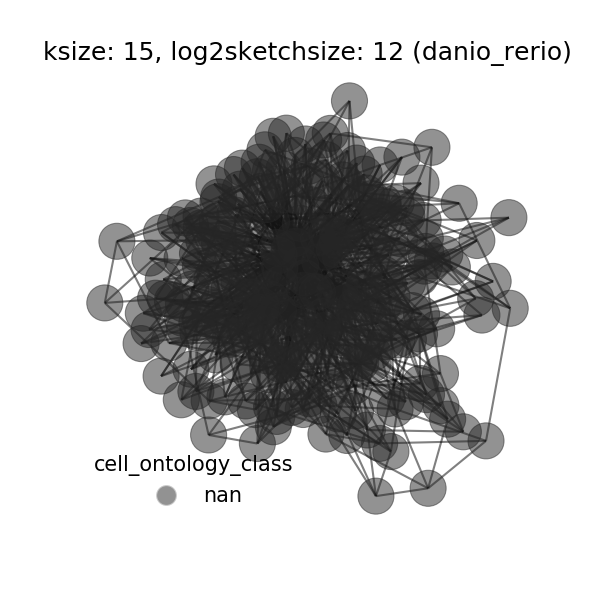 ksize: 15, log2sketchsize: 12 (danio_rerio)
cell_ontology_class
nan